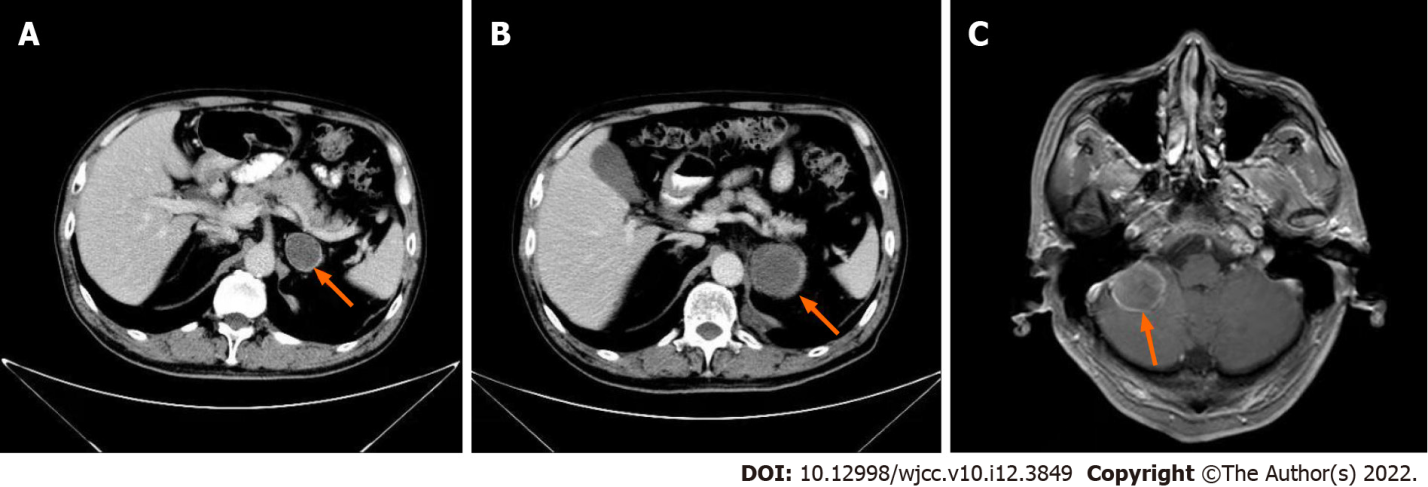 A
B
C
DOI: 10.12998/wjcc.v10.i12.3849 Copyright ©The Author(s) 2022.